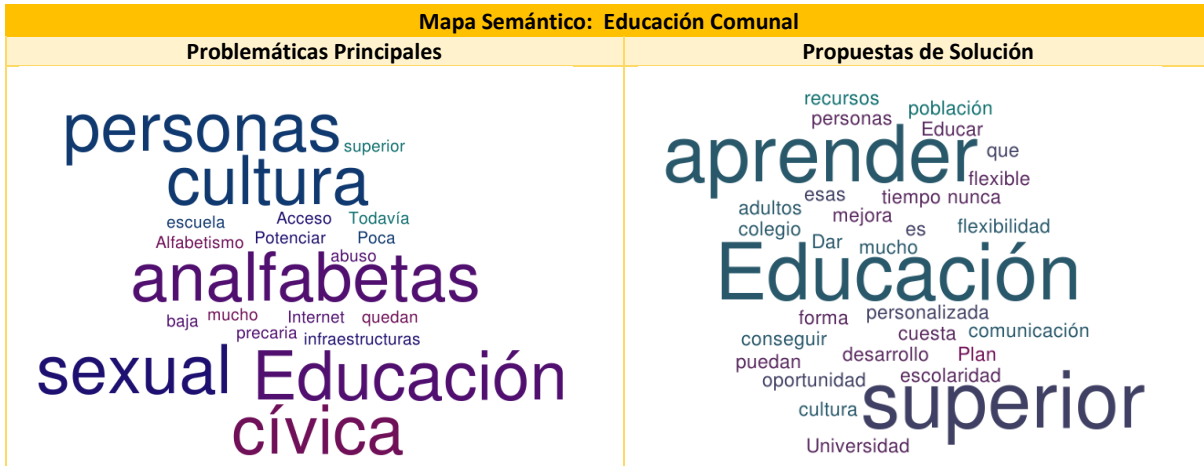 Mapa Semántico: Educación Comunal
Problemáticas Principales
Propuestas de Solución
personas
superior
cultura
escuela Acceso Todavía
Alfabetismo Potenciar Poca
abuso
analfabetas
baja mucho Internet quedan
precaria infraestructuras
sexual Educación
cívica
recursos
población
personas
Educar
aprender que
flexible
esas tiempo nunca
adultos
mejora
colegio es flexibilidad
Dar mucho
Educación
forma personalizada
conseguir cuesta comunicación
puedan desarrollo Plan
oportunidad escolaridad
cultura superior
Universidad